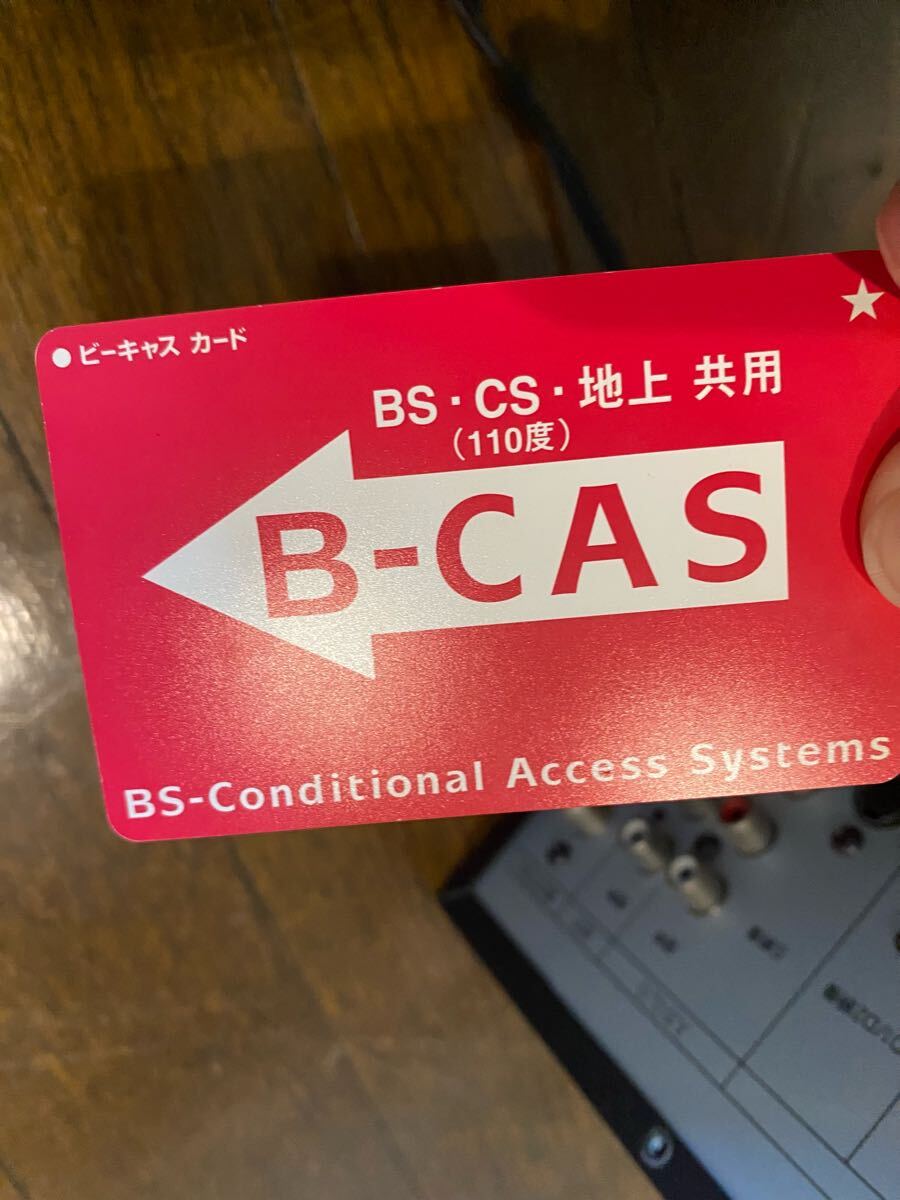 ●ビーキャス カード
★
BS・CS・地上 共用
(110度)
B-CAS
BS-Conditional Access Systems